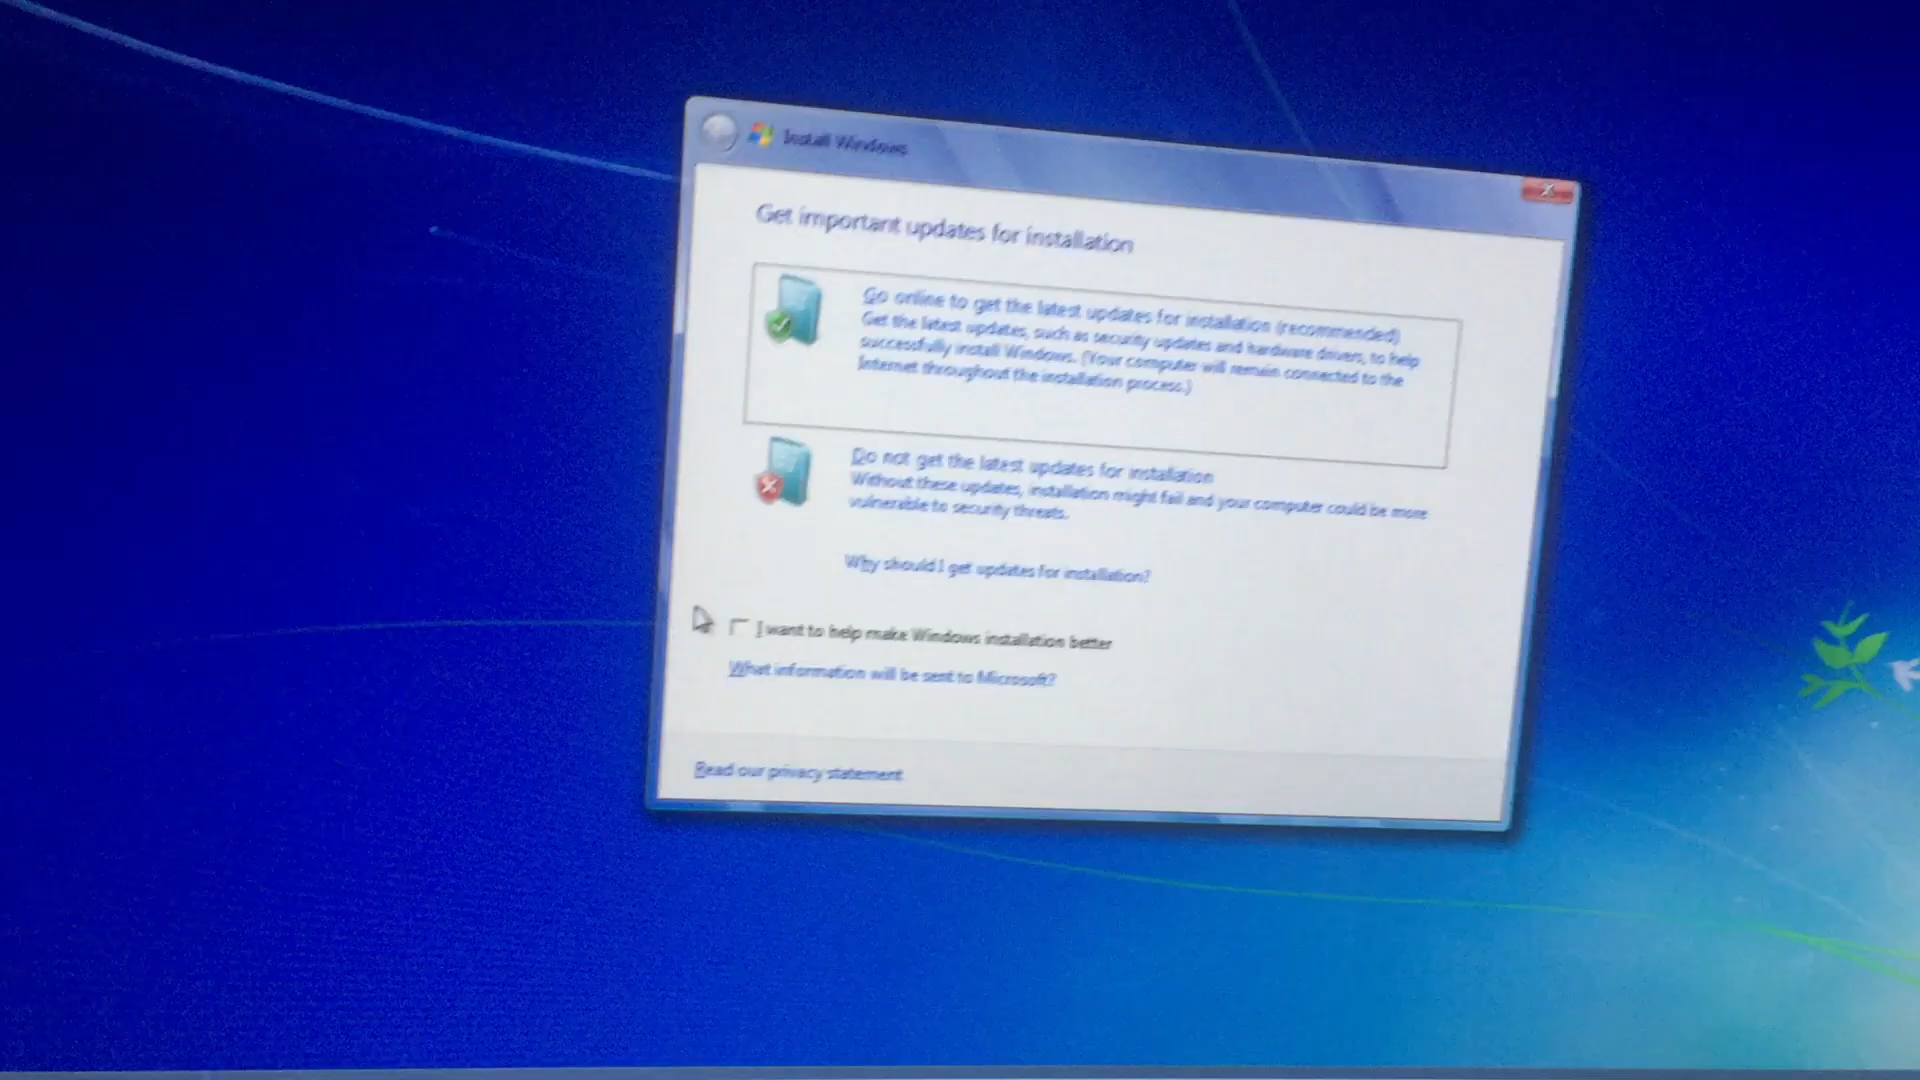 Install Windows
Get important updates for installation
Go online to get the latest updates for installation (recommended)
Get the latest updates, such as security updates and hardware drivers, to help
successfully install Windows. (Your computer will remain connected to the
Internet throughout the installation process.)
Do not get the latest updates for installation
Without these updates, installation might fail and your computer could be more
vulnerable to security threats.
Why should I get updates for installation?
I want to help make Windows installation better
What information will be sent to Microsoft?
Read our privacy statement